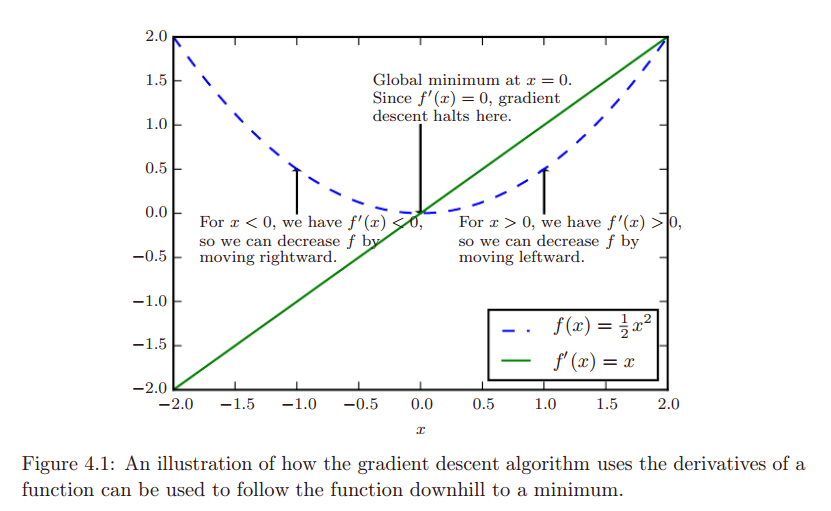 2.0
1.5
1.0
0.5
0.0
−0.5
−1.0
−1.5
−2.0
Global minimum at x = 0.
Since f′(x) = 0, gradient
descent halts here.
For x < 0, we have f′(x) < 0,
so we can decrease f by
moving rightward.
For x > 0, we have f′(x) > 0,
so we can decrease f by
moving leftward.
f(x) = ½x²
f′(x) = x
−2.0 −1.5 −1.0 −0.5 0.0 0.5 1.0 1.5 2.0
x
Figure 4.1: An illustration of how the gradient descent algorithm uses the derivatives of a
function can be used to follow the function downhill to a minimum.